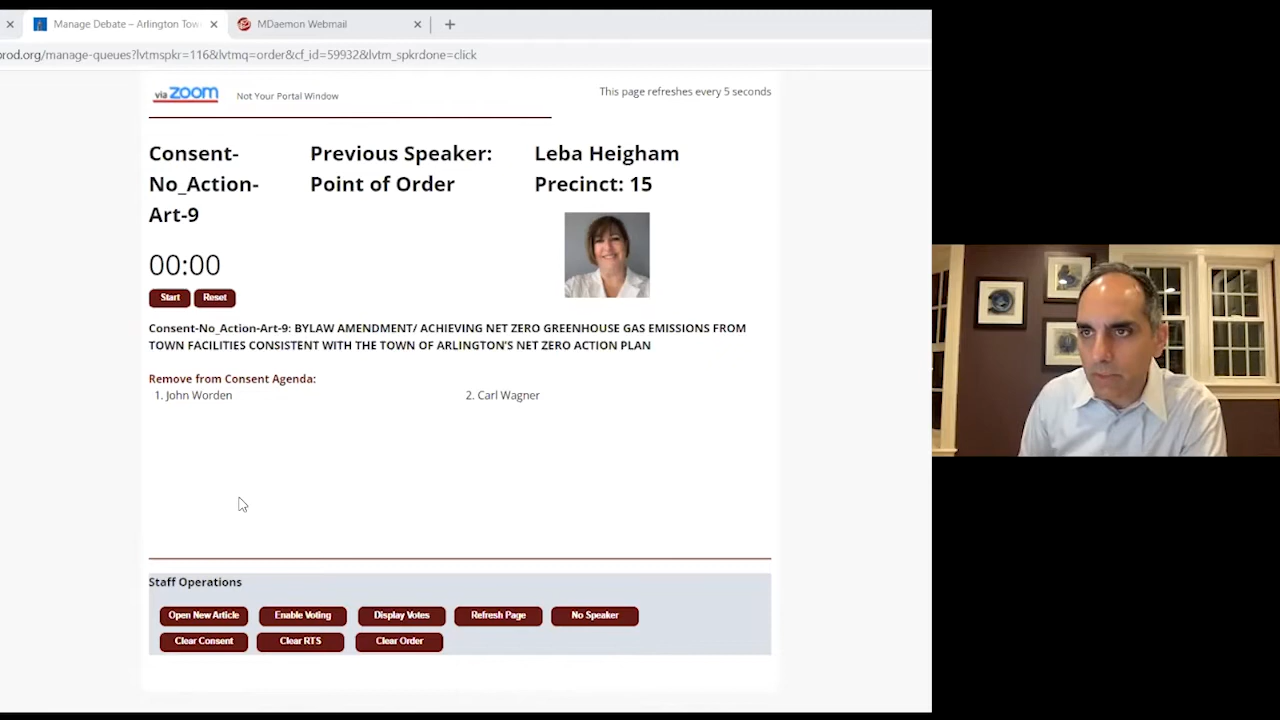 Manage Debate – Arlington Tow
MDaemon Webmail
prod.org/manage-queues?lvtmspkr=116&lvtmq=order&cf_id=59932&lvtm_spkrdone=click
via zoom
Not Your Portal Window
This page refreshes every 5 seconds
Consent-
No_Action-
Art-9
Previous Speaker:
Point of Order
Leba Heigham
Precinct: 15
00:00
Start
Reset
Consent-No_Action-Art-9: BYLAW AMENDMENT/ ACHIEVING NET ZERO GREENHOUSE GAS EMISSIONS FROM
TOWN FACILITIES CONSISTENT WITH THE TOWN OF ARLINGTON'S NET ZERO ACTION PLAN
Remove from Consent Agenda:
1. John Worden
2. Carl Wagner
Staff Operations
Open New Article
Enable Voting
Display Votes
Refresh Page
No Speaker
Clear Consent
Clear RTS
Clear Order